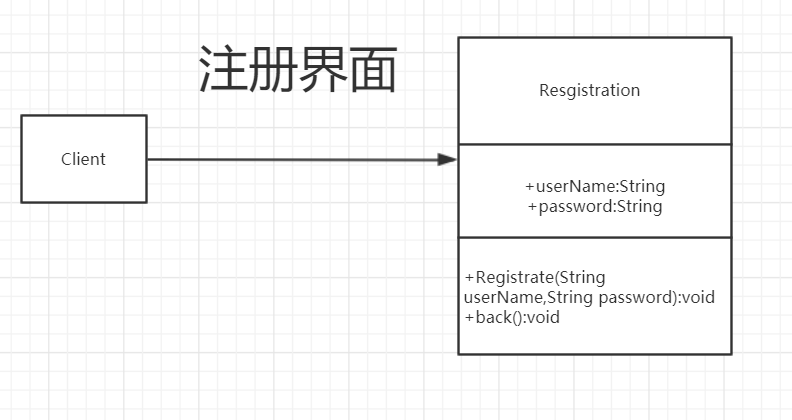 注册界面
Resgistration
Client
+userName:String
+password:String
+Registrate(String
userName,String password):void
+back():void